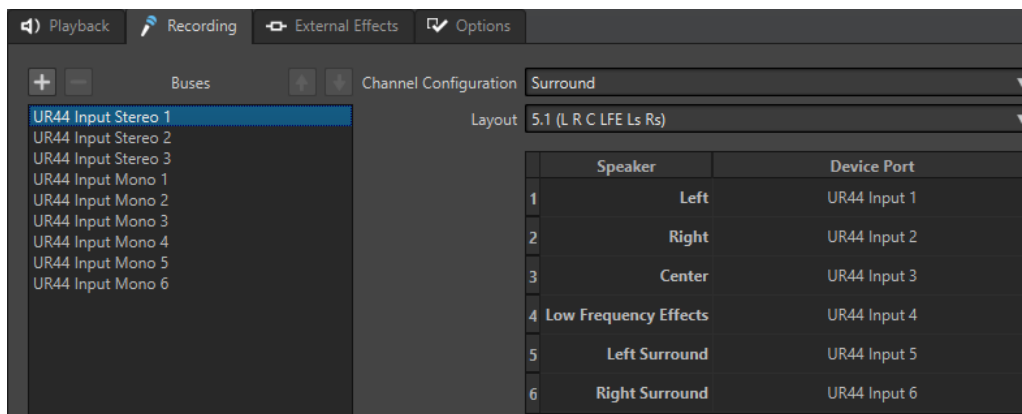 Playback Recording External Effects Options
Buses
UR44 Input Stereo 1
UR44 Input Stereo 2
UR44 Input Stereo 3
UR44 Input Mono 1
UR44 Input Mono 2
UR44 Input Mono 3
UR44 Input Mono 4
UR44 Input Mono 5
UR44 Input Mono 6
Channel Configuration Surround
Layout 5.1 (L R C LFE Ls Rs)
Speaker Device Port
1 Left UR44 Input 1
2 Right UR44 Input 2
3 Center UR44 Input 3
4 Low Frequency Effects UR44 Input 4
5 Left Surround UR44 Input 5
6 Right Surround UR44 Input 6